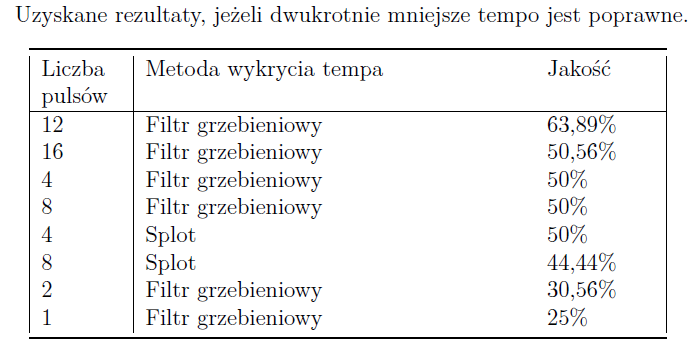 Uzyskane rezultaty, jeżeli dwukrotnie mniejsze tempo jest poprawne.
Liczba pulsów Metoda wykrycia tempa Jakość
12 Filtr grzebieniowy 63,89%
16 Filtr grzebieniowy 50,56%
4 Filtr grzebieniowy 50%
8 Filtr grzebieniowy 50%
4 Splot 50%
8 Splot 44,44%
2 Filtr grzebieniowy 30,56%
1 Filtr grzebieniowy 25%